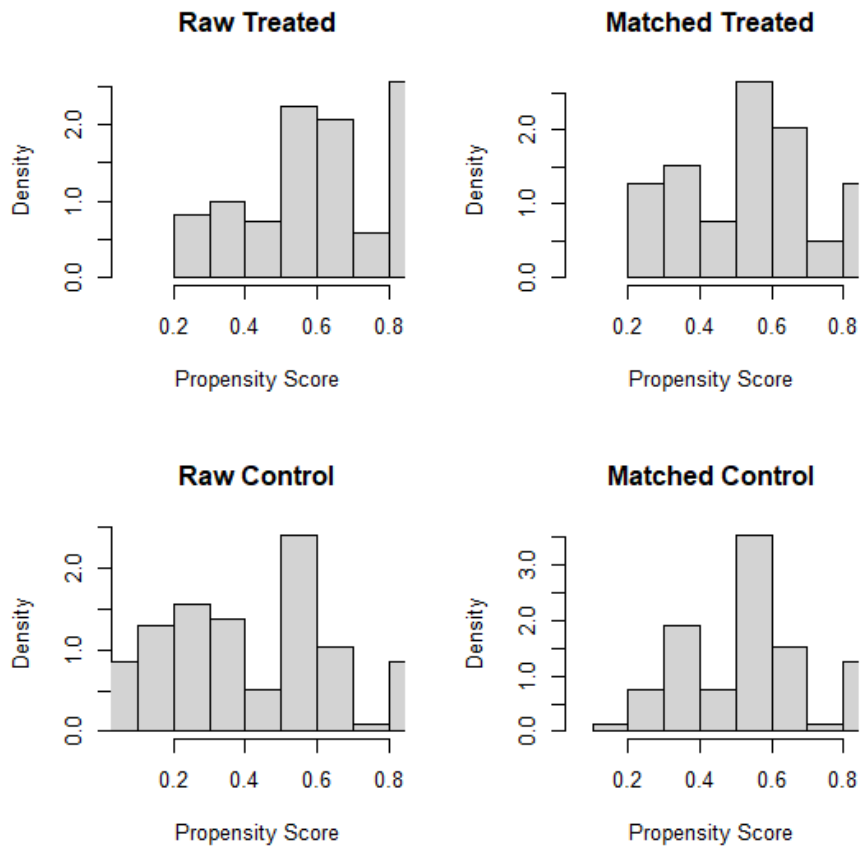 Raw Treated
Density
0.0 1.0 2.0
0.2 0.4 0.6 0.8
Propensity Score
Matched Treated
Density
0.0 1.0 2.0
0.2 0.4 0.6 0.8
Propensity Score
Raw Control
Density
0.0 1.0 2.0
0.2 0.4 0.6 0.8
Propensity Score
Matched Control
Density
0.0 1.0 2.0 3.0
0.2 0.4 0.6 0.8
Propensity Score